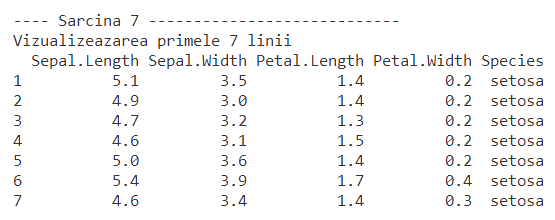 ---- Sarcina 7 ----------------------------
Vizualizeazarea primele 7 linii
  Sepal.Length Sepal.Width Petal.Length Petal.Width Species
1          5.1         3.5          1.4         0.2  setosa
2          4.9         3.0          1.4         0.2  setosa
3          4.7         3.2          1.3         0.2  setosa
4          4.6         3.1          1.5         0.2  setosa
5          5.0         3.6          1.4         0.2  setosa
6          5.4         3.9          1.7         0.4  setosa
7          4.6         3.4          1.4         0.3  setosa